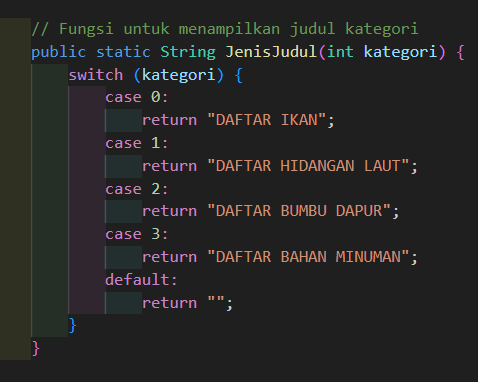 // Fungsi untuk menampilkan judul kategori
public static String JenisJudul(int kategori) {
switch (kategori) {
case 0:
return "DAFTAR IKAN";
case 1:
return "DAFTAR HIDANGAN LAUT";
case 2:
return "DAFTAR BUMBU DAPUR";
case 3:
return "DAFTAR BAHAN MINUMAN";
default:
return "";
}
}